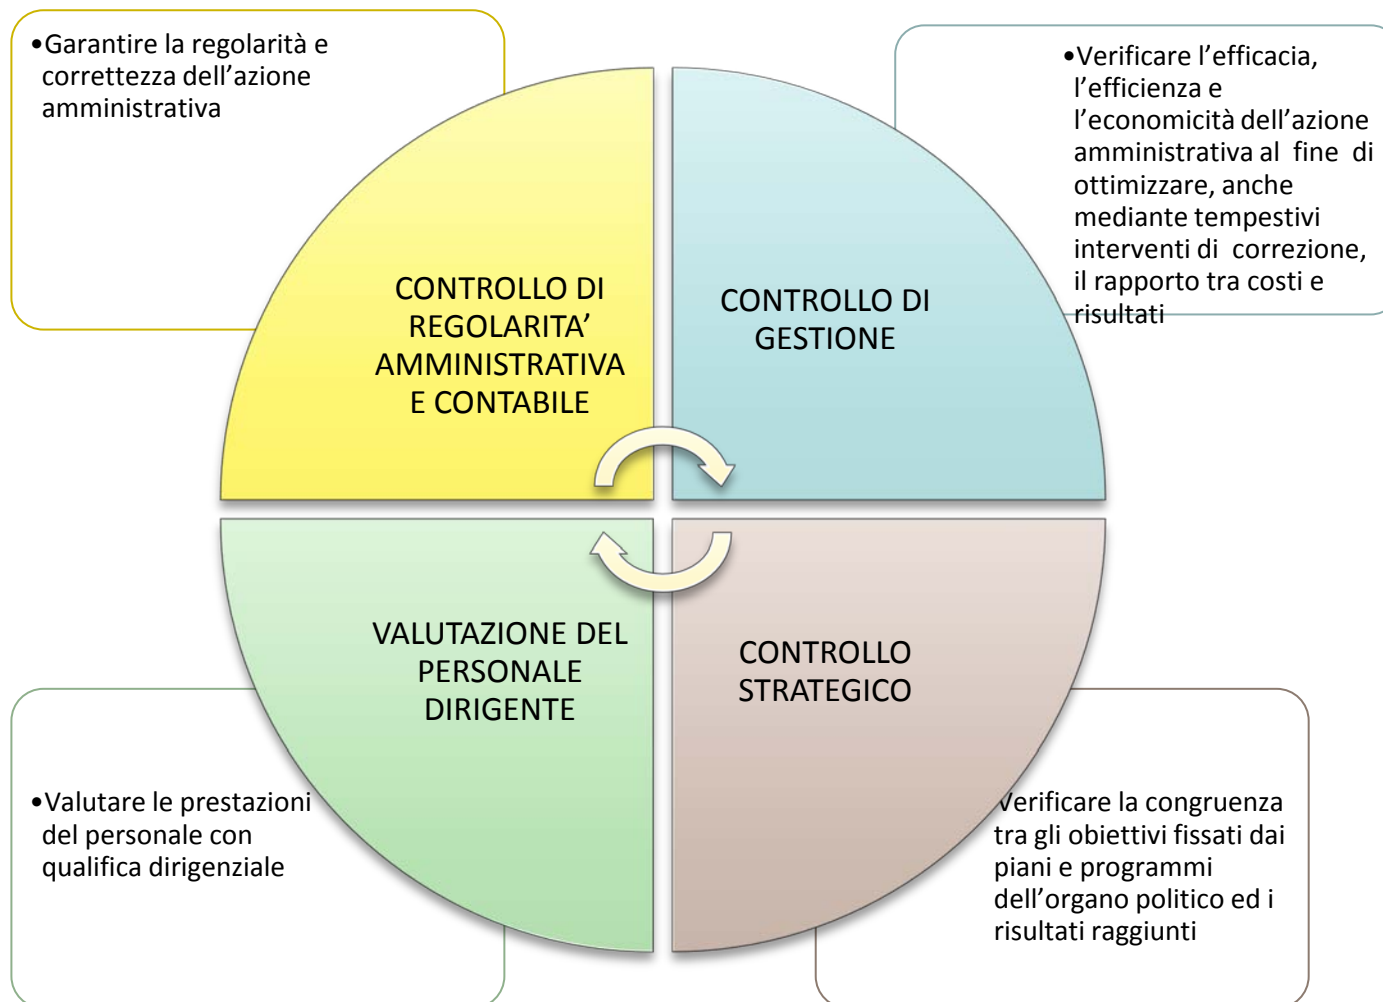 •Garantire la regolarità e
correttezza dell’azione
amministrativa
•Verificare l’efficacia,
l’efficienza e
l’economicità dell’azione
amministrativa al fine di
ottimizzare, anche
mediante tempestivi
interventi di correzione,
il rapporto tra costi e
risultati
CONTROLLO DI
REGOLARITA’
AMMINISTRATIVA
E CONTABILE
CONTROLLO DI
GESTIONE
VALUTAZIONE DEL
PERSONALE
DIRIGENTE
CONTROLLO
STRATEGICO
•Valutare le prestazioni
del personale con
qualifica dirigenziale
Verificare la congruenza
tra gli obiettivi fissati dai
piani e programmi
dell’organo politico ed i
risultati raggiunti